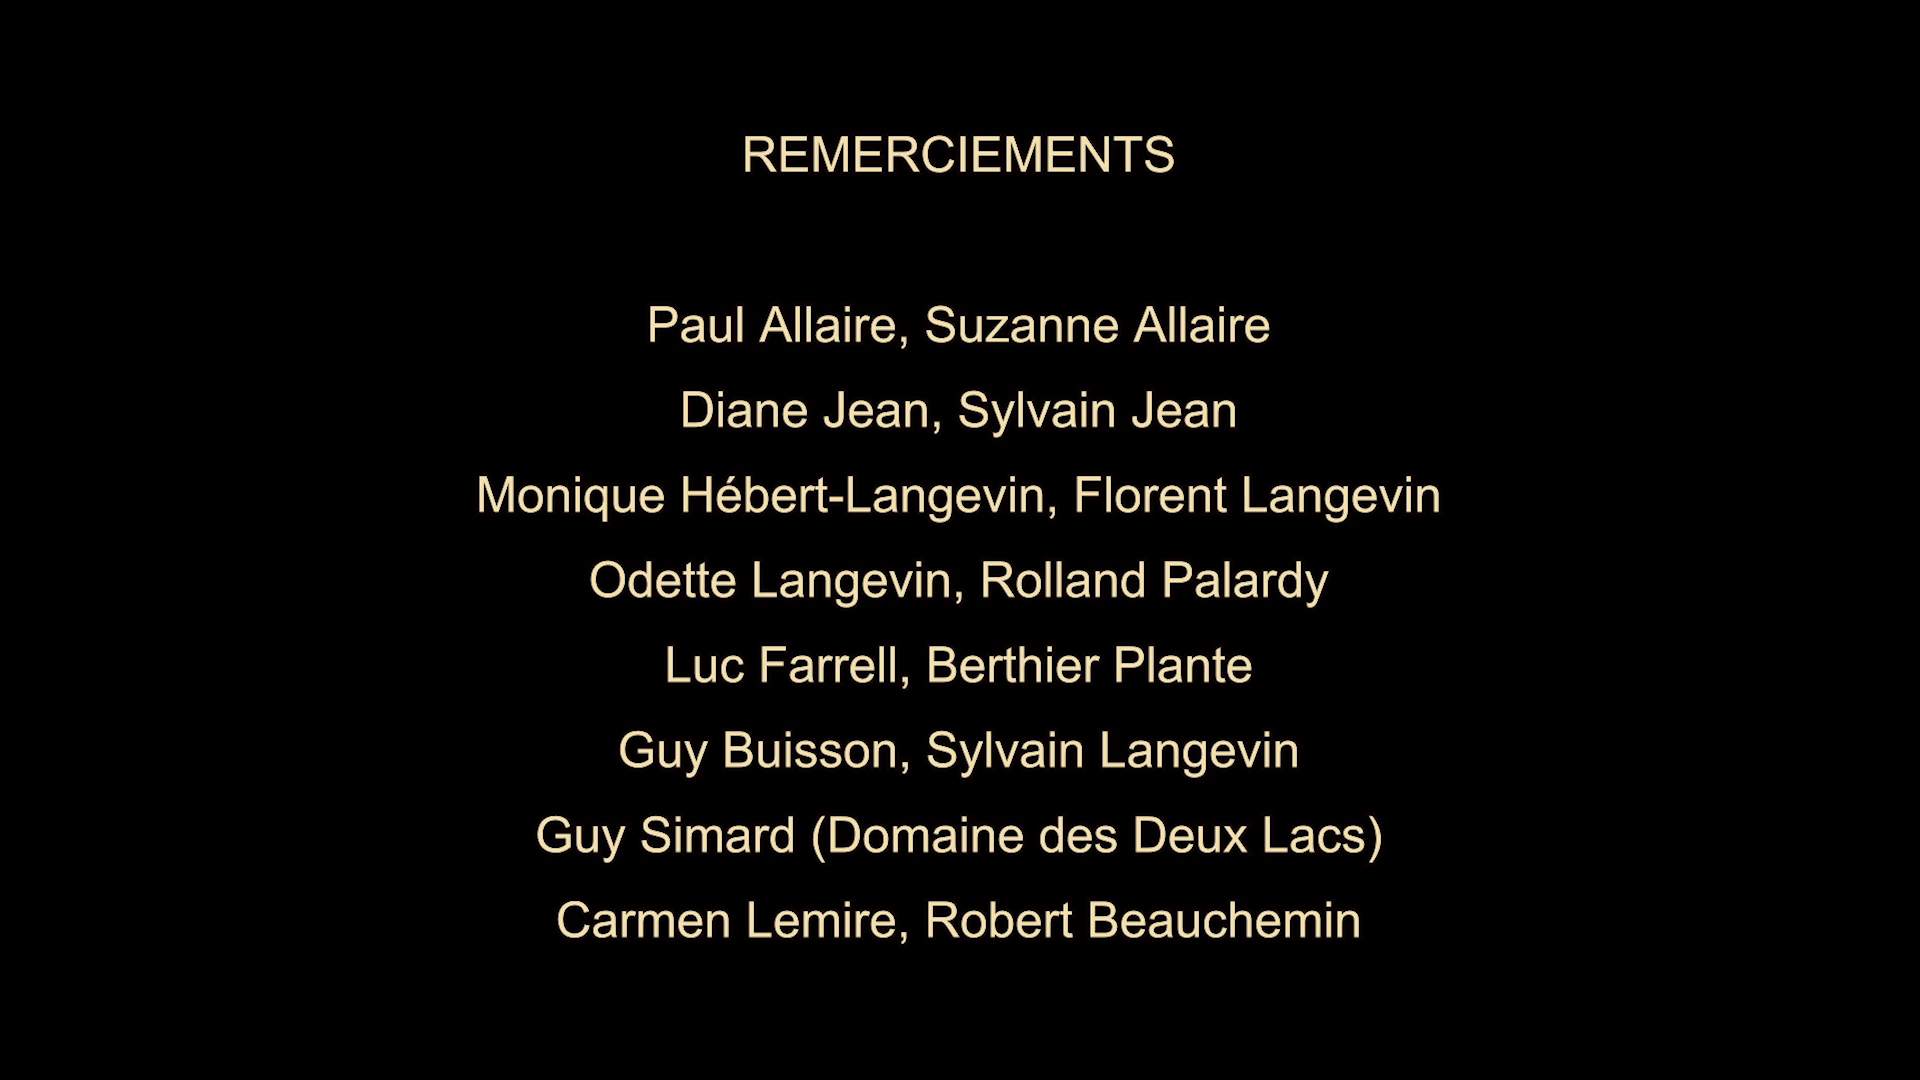 REMERCIEMENTS
Paul Allaire, Suzanne Allaire
Diane Jean, Sylvain Jean
Monique Hébert-Langevin, Florent Langevin
Odette Langevin, Rolland Palardy
Luc Farrell, Berthier Plante
Guy Buisson, Sylvain Langevin
Guy Simard (Domaine des Deux Lacs)
Carmen Lemire, Robert Beauchemin